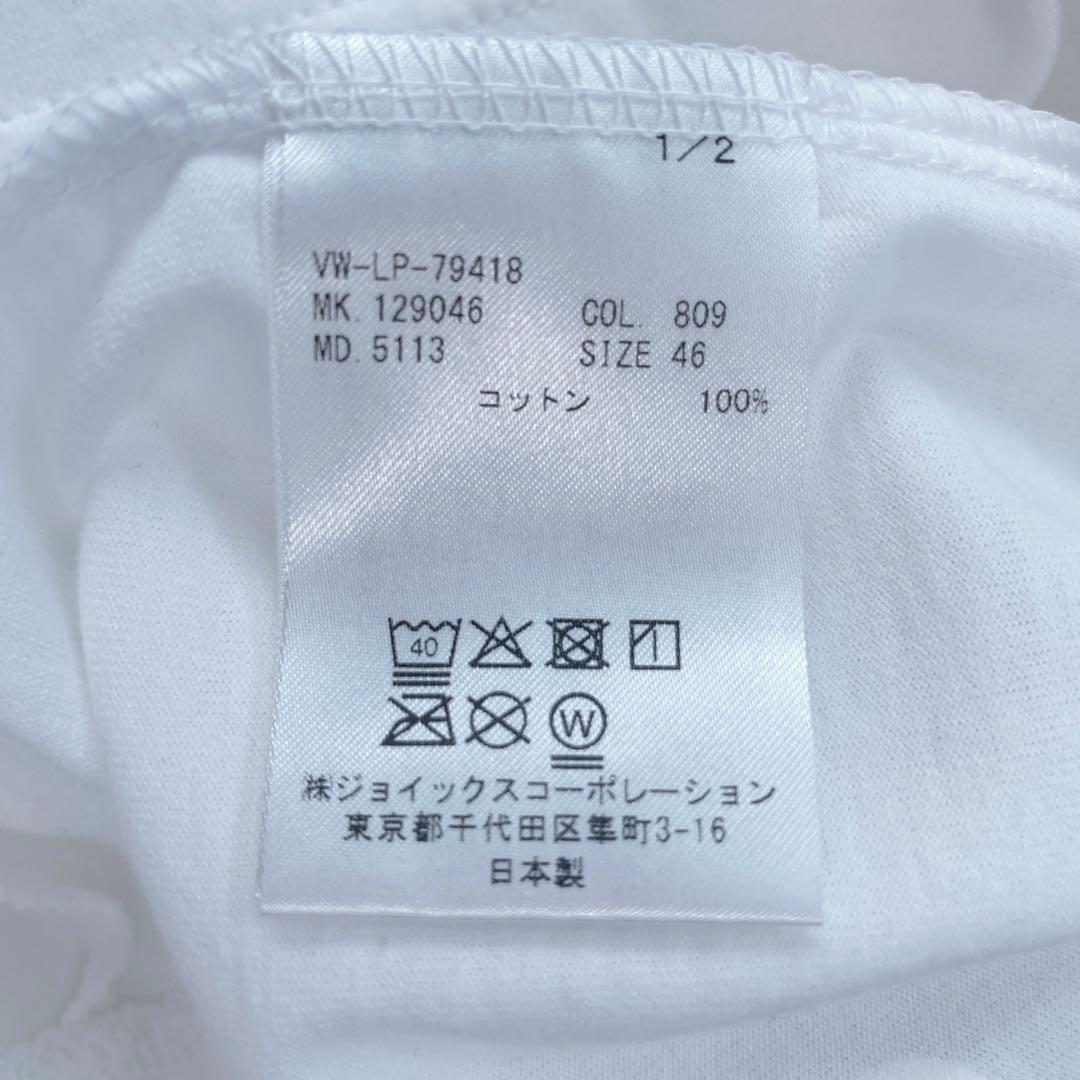 1/2
VW-LP-79418
MK. 129046 COL. 809
MD. 5113 SIZE 46
コットン 100%
40
W
㈱ジョイックスコーポレーション
東京都千代田区隼町3-16
日本製